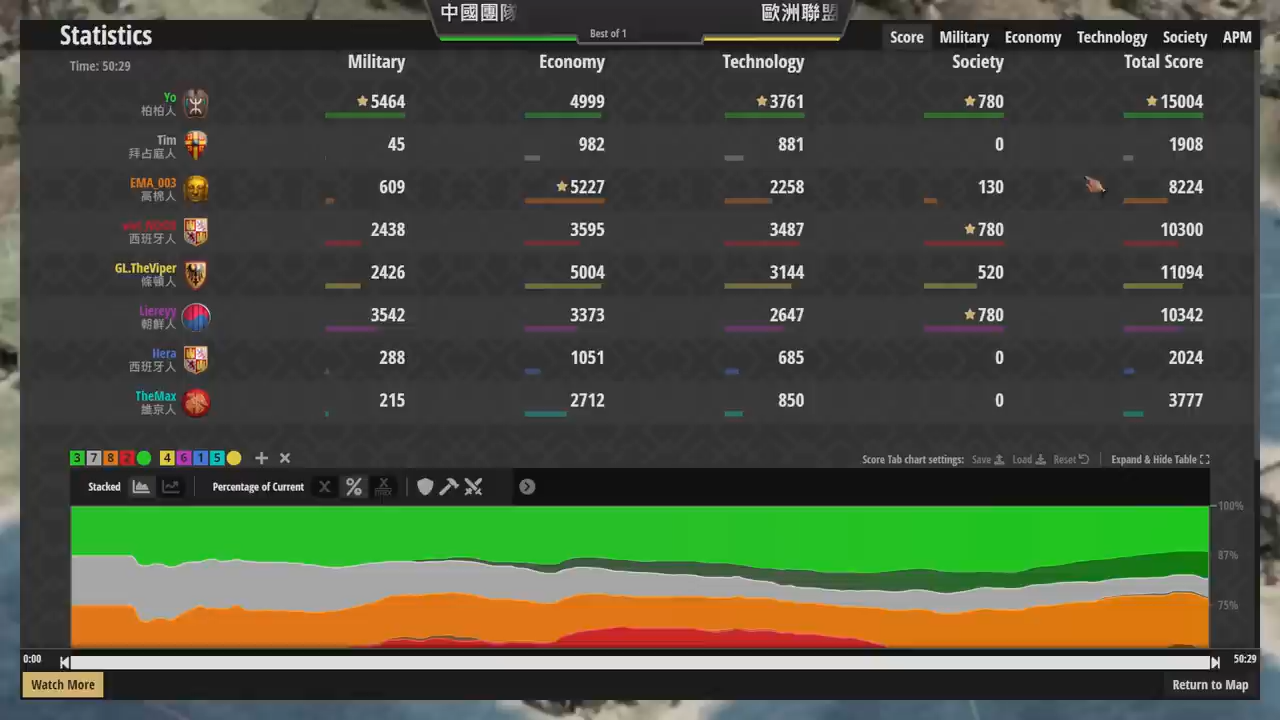 中國團隊
歐洲聯盟
Best of 1
Statistics
Score Military Economy Technology Society APM
Time: 50:29
Military Economy Technology Society Total Score
Yo
柏柏人
5464 4999 3761 780 15004
Tim
拜占庭人
45 982 881 0 1908
EMA_003
高棉人
609 5227 2258 130 8224
西班牙人
2438 3595 3487 780 10300
GL.TheViper
條頓人
2426 5004 3144 520 11094
Liereyy
朝鮮人
3542 3373 2647 780 10342
Hera
西班牙人
288 1051 685 0 2024
TheMax
雄京人
215 2712 850 0 3777
3 7 8 2 4 6 1 5
Score Tab chart settings: Save Load Reset Expand & Hide Table
Stacked Percentage of Current X % X max
100%
87%
75%
0:00 50:29
Watch More Return to Map